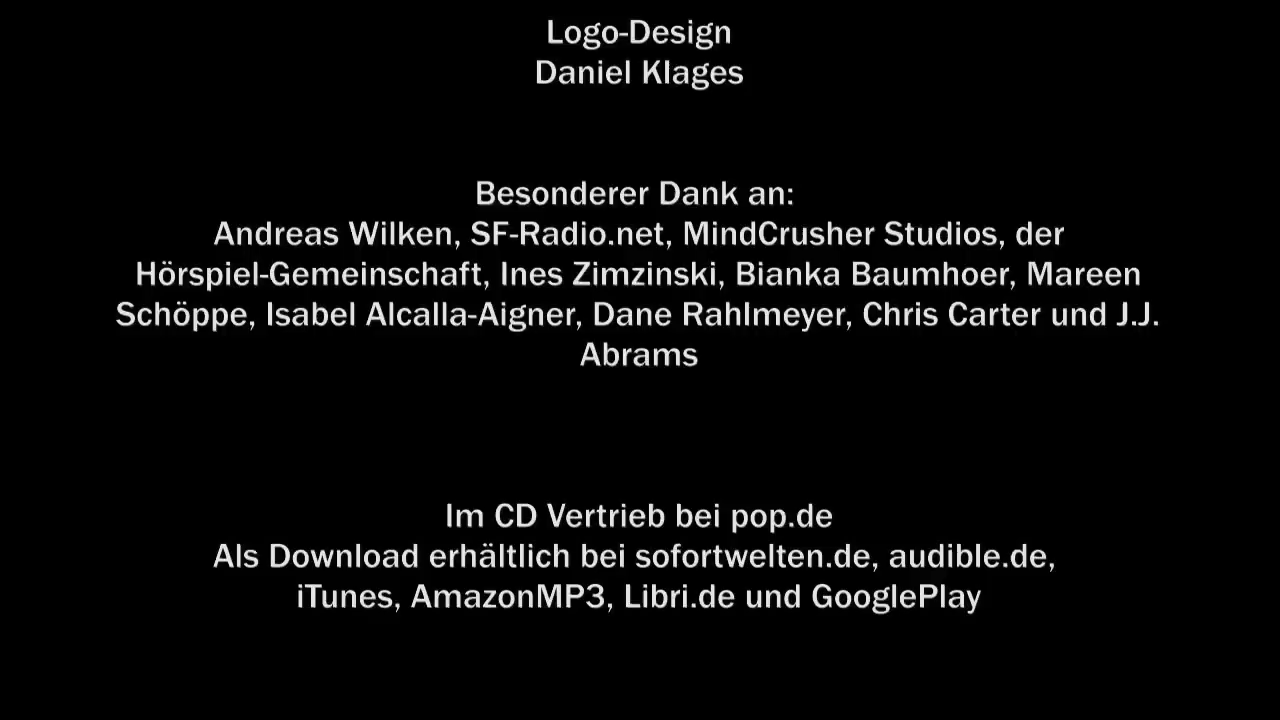 Logo-Design
Daniel Klages
Besonderer Dank an:
Andreas Wilken, SF-Radio.net, MindCrusher Studios, der
Hörspiel-Gemeinschaft, Ines Zimzinski, Bianka Baumhoer, Mareen
Schöppe, Isabel Alcalla-Aigner, Dane Rahlmeyer, Chris Carter und J.J.
Abrams
Im CD Vertrieb bei pop.de
Als Download erhältlich bei sofortwelten.de, audible.de,
iTunes, AmazonMP3, Libri.de und GooglePlay